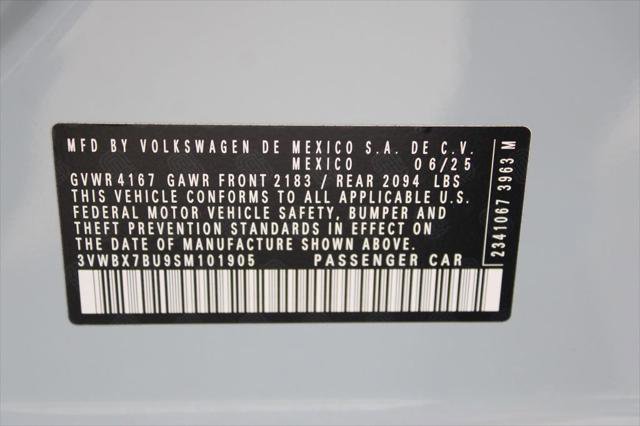 MFD BY VOLKSWAGEN DE MEXICO S.A. DE C.V.
MEXICO 06/25
GVWR 4167 GAWR FRONT 2183 / REAR 2094 LBS
THIS VEHICLE CONFORMS TO ALL APPLICABLE U.S.
FEDERAL MOTOR VEHICLE SAFETY, BUMPER AND
THEFT PREVENTION STANDARDS IN EFFECT ON
THE DATE OF MANUFACTURE SHOWN ABOVE.
3VWBX7BU9SM101905 PASSENGER CAR
2341067 3963 M